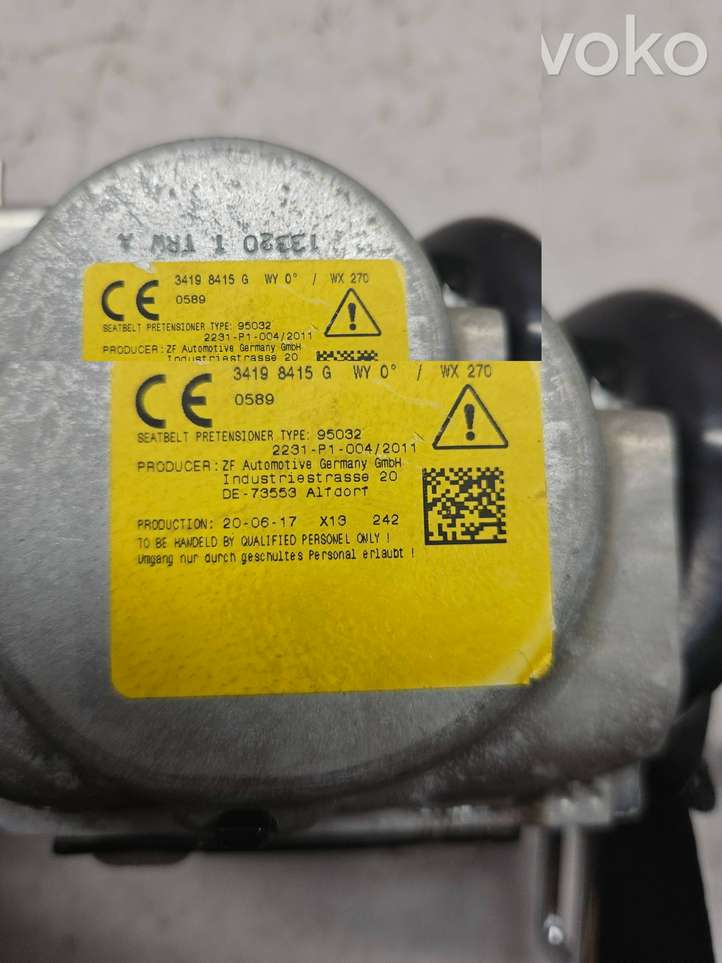 voko
13320 I TRW A
CE 3419 8415 G WY 0° / WX 270
0589
SEATBELT PRETENSIONER TYPE: 95032
2231-P1-004/2011
PRODUCER: ZF Automotive Germany GmbH
Industriestrasse 20
CE 3419 8415 G WY 0° / WX 270
0589
SEATBELT PRETENSIONER TYPE: 95032
2231-P1-004/2011
PRODUCER: ZF Automotive Germany GmbH
Industriestrasse 20
DE-73553 Alfdorf
PRODUCTION: 20-06-17 X13 242
TO BE HANDELD BY QUALIFIED PERSONEL ONLY !
Umgang nur durch geschultes Personal erlaubt !